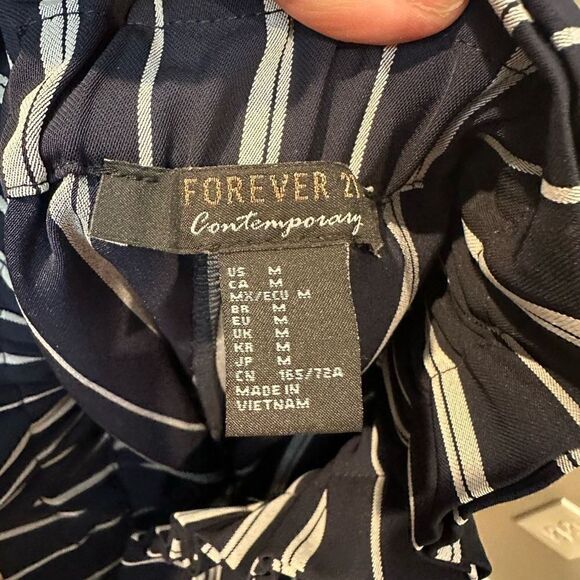 FOREVER 21
Contemporary
US M
CA M
MX/ECU M
BR M
EU M
UK M
KR M
JP M
CN 165/72A
MADE IN
VIETNAM